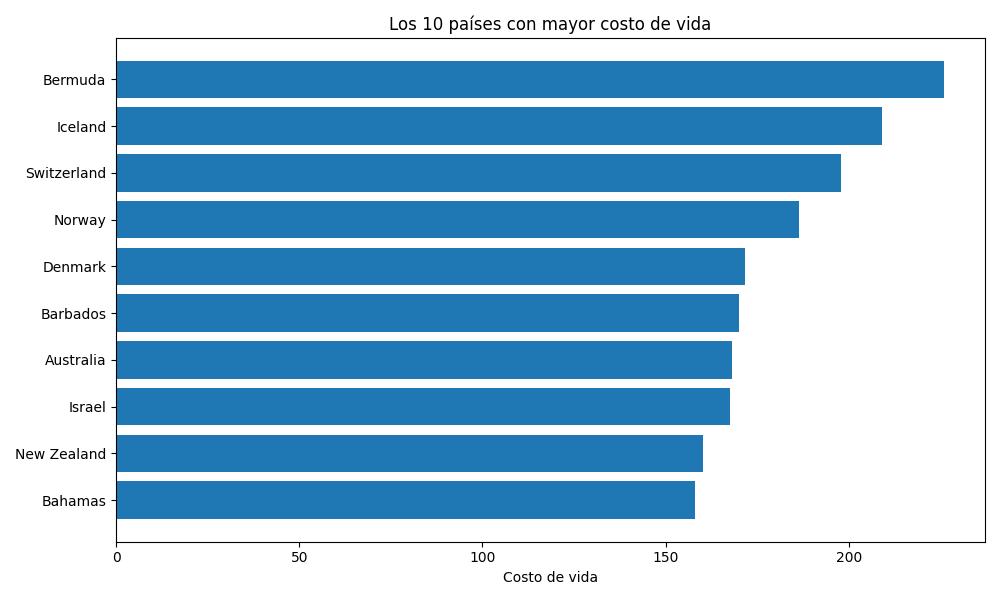 Los 10 países con mayor costo de vida
Bermuda
Iceland
Switzerland
Norway
Denmark
Barbados
Australia
Israel
New Zealand
Bahamas
0 50 100 150 200
Costo de vida